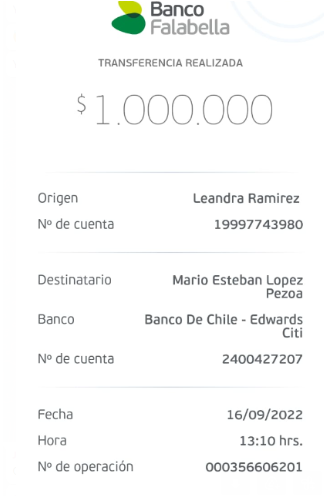 Banco
Falabella
TRANSFERENCIA REALIZADA
$ 1.000.000
Origen Leandra Ramirez
Nº de cuenta 19997743980
Destinatario Mario Esteban Lopez
Pezoa
Banco Banco De Chile - Edwards
Citi
Nº de cuenta 2400427207
Fecha 16/09/2022
Hora 13:10 hrs.
Nº de operación 000356606201